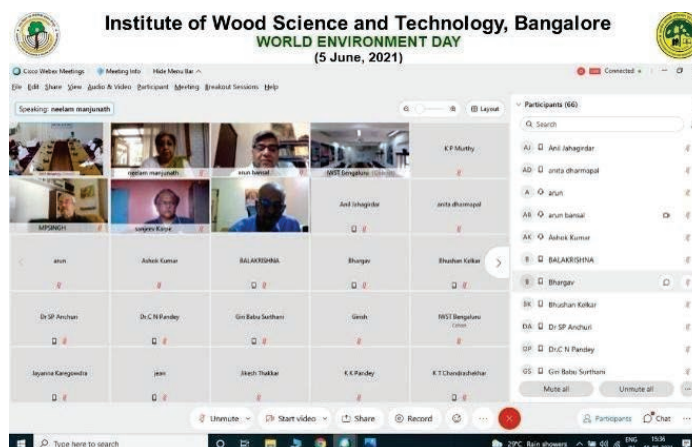 Institute of Wood Science and Technology, Bangalore
WORLD ENVIRONMENT DAY
(5 June, 2021)
Cisco Webex Meetings Meeting Info Hide Menu Bar
Connected
File Edit Share View Audio & Video Participant Meeting Breakout Sessions Help
Speaking: neelam manjunath
Layout
Participants (66)
Search
neelam manjunath
arun bansal
IWST Bengaluru
K P Murthy
MPSINGH
sanjeev Karpe
Anil Jahagirdar
anita dharmapal
arun
Ashok Kumar
BALAKRISHNA
Bhargav
Bhushan Kelkar
Dr SP Anchuri
Dr.C N Pandey
Giri Babu Surthani
Girish
IWST Bengaluru
Jayanna Karegowdra
jean
Jikesh Thakkar
K K Pandey
K T Chandrashekhar
AJ Anil Jahagirdar
AD anita dharmapal
A arun
AB arun bansal
AK Ashok Kumar
B BALAKRISHNA
B Bhargav
BK Bhushan Kelkar
DA Dr SP Anchuri
DP Dr.C N Pandey
GS Giri Babu Surthani
Mute all Unmute all
Unmute Start video Share Record
Participants Chat
Type here to search
29°C Rain showers
ENG
15:36